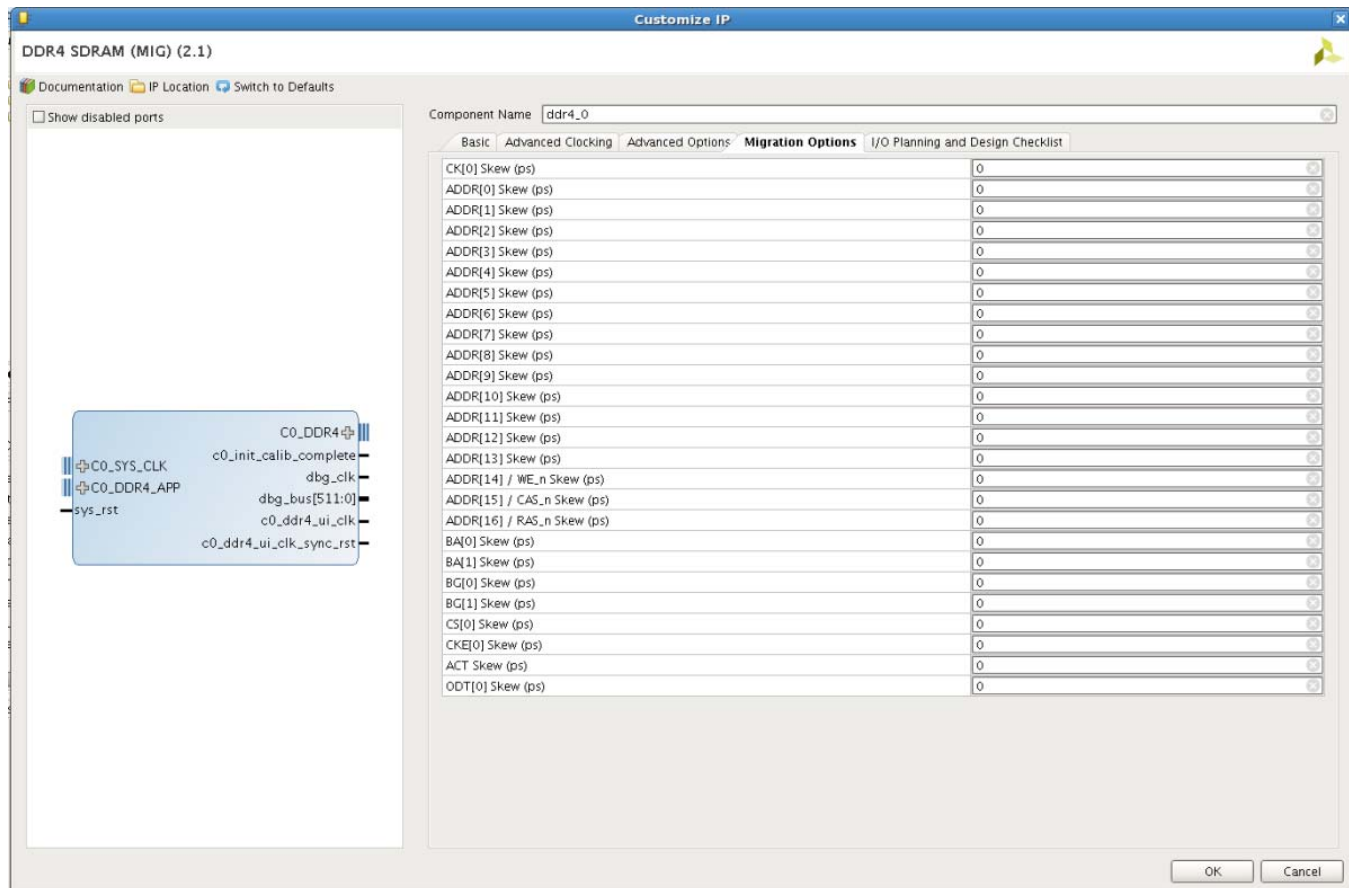 Customize IP
DDR4 SDRAM (MIG) (2.1)
Documentation IP Location Switch to Defaults
Show disabled ports
C0_SYS_CLK
C0_DDR4_APP
sys_rst
C0_DDR4
c0_init_calib_complete
dbg_clk
dbg_bus[511:0]
c0_ddr4_ui_clk
c0_ddr4_ui_clk_sync_rst
Component Name ddr4_0
Basic Advanced Clocking Advanced Options Migration Options I/O Planning and Design Checklist
CK[0] Skew (ps) 0
ADDR[0] Skew (ps) 0
ADDR[1] Skew (ps) 0
ADDR[2] Skew (ps) 0
ADDR[3] Skew (ps) 0
ADDR[4] Skew (ps) 0
ADDR[5] Skew (ps) 0
ADDR[6] Skew (ps) 0
ADDR[7] Skew (ps) 0
ADDR[8] Skew (ps) 0
ADDR[9] Skew (ps) 0
ADDR[10] Skew (ps) 0
ADDR[11] Skew (ps) 0
ADDR[12] Skew (ps) 0
ADDR[13] Skew (ps) 0
ADDR[14] / WE_n Skew (ps) 0
ADDR[15] / CAS_n Skew (ps) 0
ADDR[16] / RAS_n Skew (ps) 0
BA[0] Skew (ps) 0
BA[1] Skew (ps) 0
BG[0] Skew (ps) 0
BG[1] Skew (ps) 0
CS[0] Skew (ps) 0
CKE[0] Skew (ps) 0
ACT Skew (ps) 0
ODT[0] Skew (ps) 0
OK Cancel